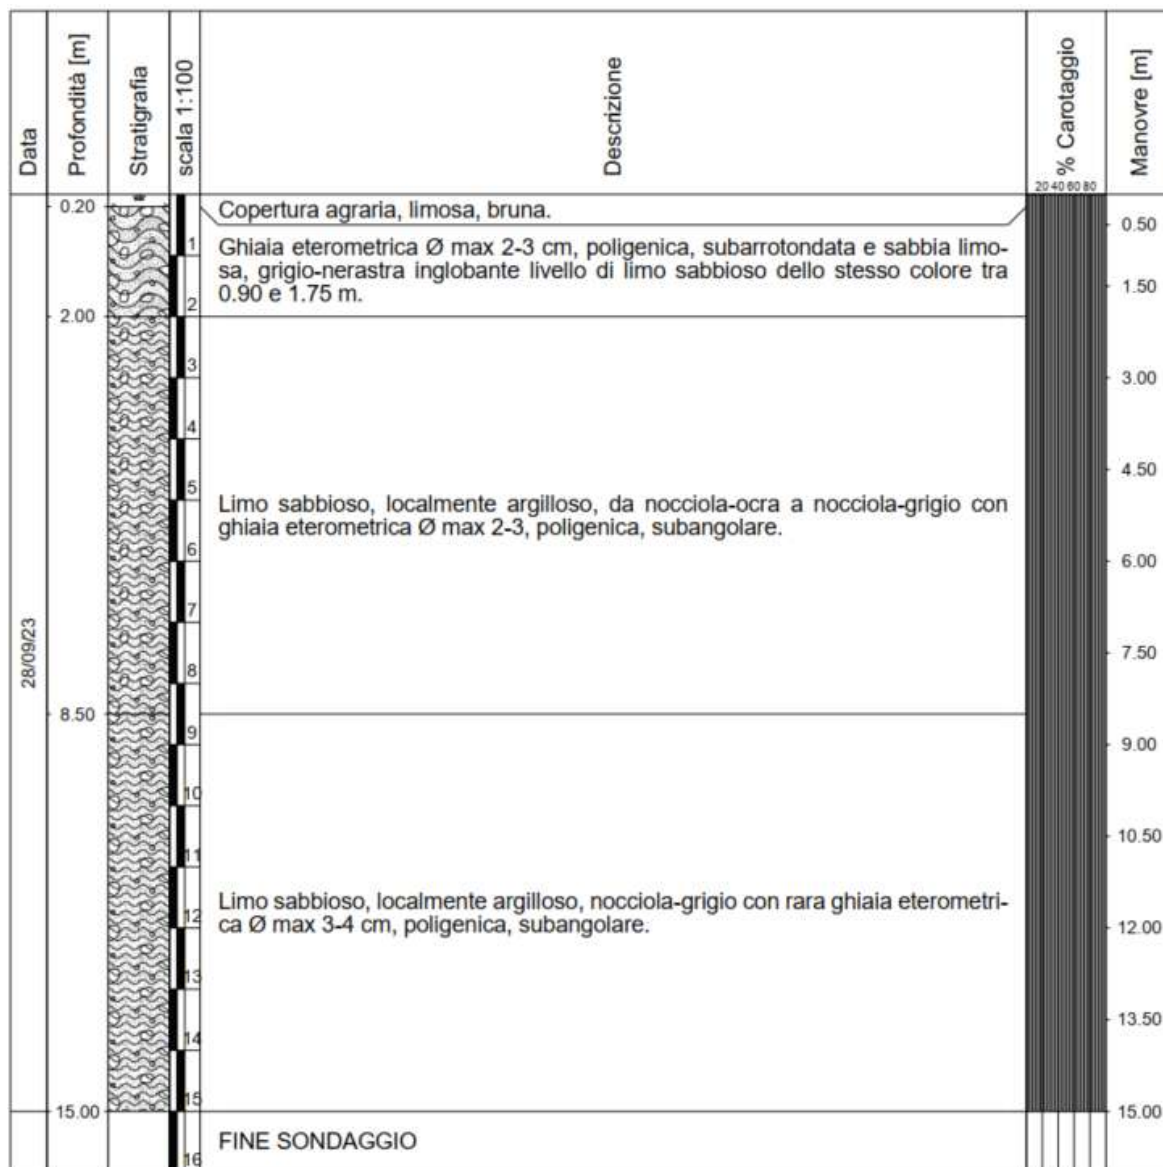 Data
Profondità [m]
Stratigrafia
scala 1:100
Descrizione
% Carotaggio
20 40 60 80
Manovre [m]
28/09/23
0.20
2.00
8.50
15.00
1
2
3
4
5
6
7
8
9
10
11
12
13
14
15
16
Copertura agraria, limosa, bruna.
Ghiaia eterometrica Ø max 2-3 cm, poligenica, subarrotondata e sabbia limo-
sa, grigio-nerastra inglobante livello di limo sabbioso dello stesso colore tra
0.90 e 1.75 m.
Limo sabbioso, localmente argilloso, da nocciola-ocra a nocciola-grigio con
ghiaia eterometrica Ø max 2-3, poligenica, subangolare.
Limo sabbioso, localmente argilloso, nocciola-grigio con rara ghiaia eterometri-
ca Ø max 3-4 cm, poligenica, subangolare.
FINE SONDAGGIO
0.50
1.50
3.00
4.50
6.00
7.50
9.00
10.50
12.00
13.50
15.00